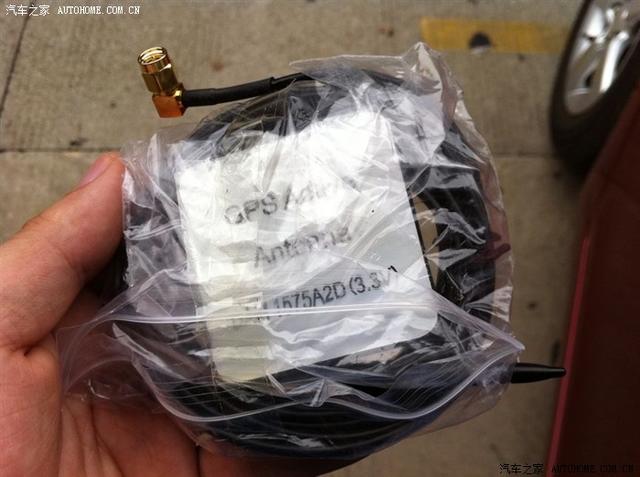 汽车之家 AUTOHOME.COM.CN
GPS
Antenna
1575A2D (3.3V)
汽车之家
AUTOHOME.COM.CN